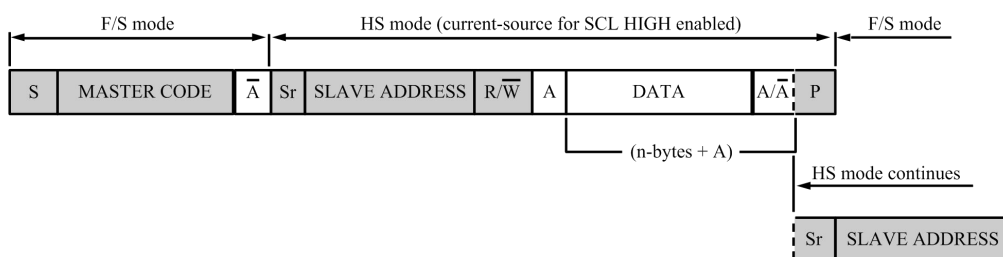 F/S mode HS mode (current-source for SCL HIGH enabled) F/S mode
S MASTER CODE A̅ Sr SLAVE ADDRESS R/W̅ A DATA A/A̅ P
(n-bytes + A)
HS mode continues
Sr SLAVE ADDRESS